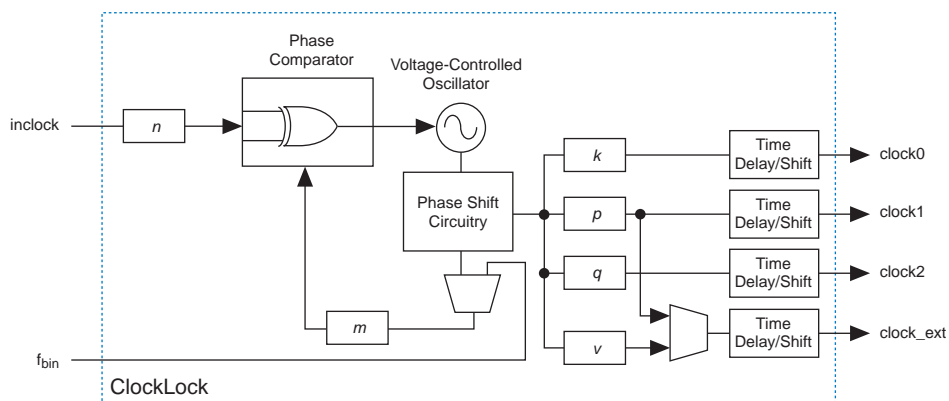 Phase
Comparator
Voltage-Controlled
Oscillator
inclock
n
k
Time
Delay/Shift
clock0
Phase Shift
Circuitry
p
Time
Delay/Shift
clock1
q
Time
Delay/Shift
clock2
m
v
Time
Delay/Shift
clock_ext
fbin
ClockLock